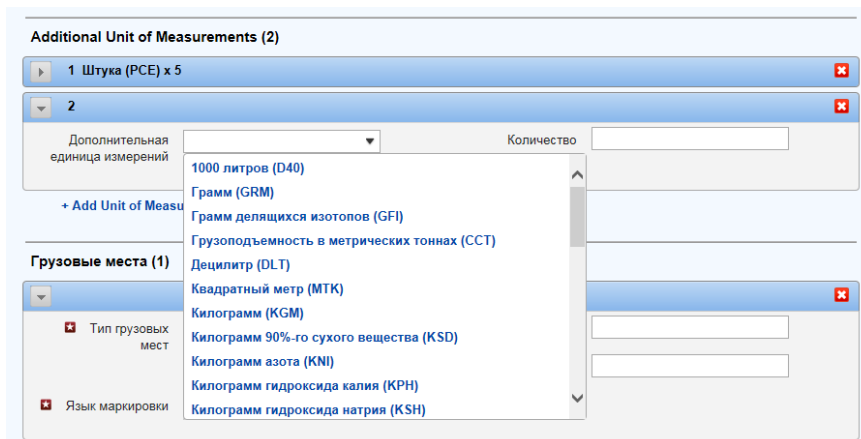 Additional Unit of Measurements (2)
1 Штука (PCE) x 5
2
Дополнительная
единица измерений
Количество
1000 литров (D40)
Грамм (GRM)
Грамм делящихся изотопов (GFI)
Грузоподъемность в метрических тоннах (CCT)
Децилитр (DLT)
Квадратный метр (MTK)
Килограмм (KGM)
Килограмм 90%-го сухого вещества (KSD)
Килограмм азота (KNI)
Килограмм гидроксида калия (KPH)
Килограмм гидроксида натрия (KSH)
+ Add Unit of Measu
Грузовые места (1)
Тип грузовых
мест
Язык маркировки